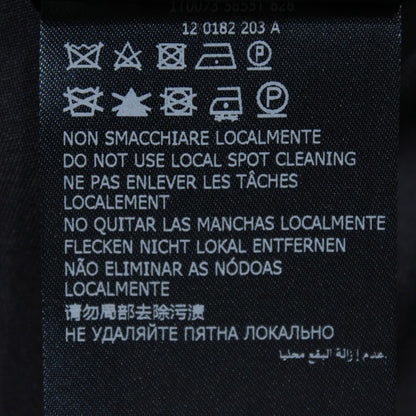 12 0182 203 A
P
P
NON SMACCHIARE LOCALMENTE
DO NOT USE LOCAL SPOT CLEANING
NE PAS ENLEVER LES TÂCHES
LOCALEMENT
NO QUITAR LAS MANCHAS LOCALMENTE
FLECKEN NICHT LOKAL ENTFERNEN
NÃO ELIMINAR AS NÓDOAS
LOCALMENTE
请勿局部去除污渍
НЕ УДАЛЯЙТЕ ПЯТНА ЛОКАЛЬНО
عدم إزالة البقع محليا.